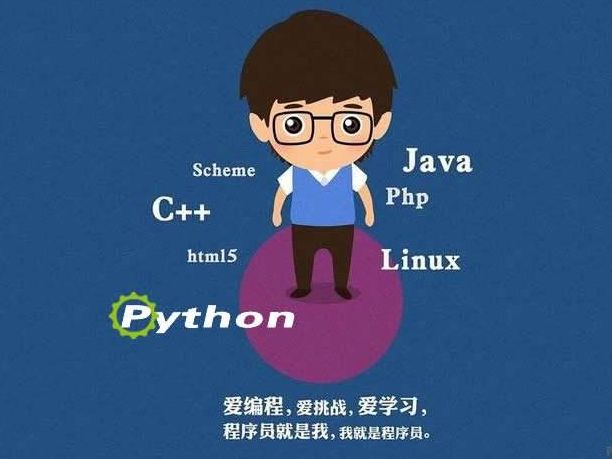 Scheme
Java
C++
Php
html5
Linux
Python
爱编程，爱挑战，爱学习，
程序员就是我，我就是程序员。